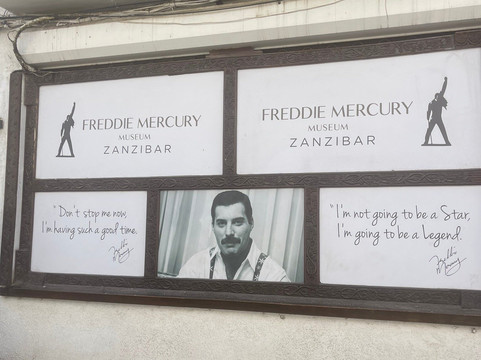 FREDDIE MERCURY
MUSEUM
ZANZIBAR
FREDDIE MERCURY
MUSEUM
ZANZIBAR
"Don't stop me now,
I'm having such a good time.
"I'm not going to be a Star,
I'm going to be a Legend.